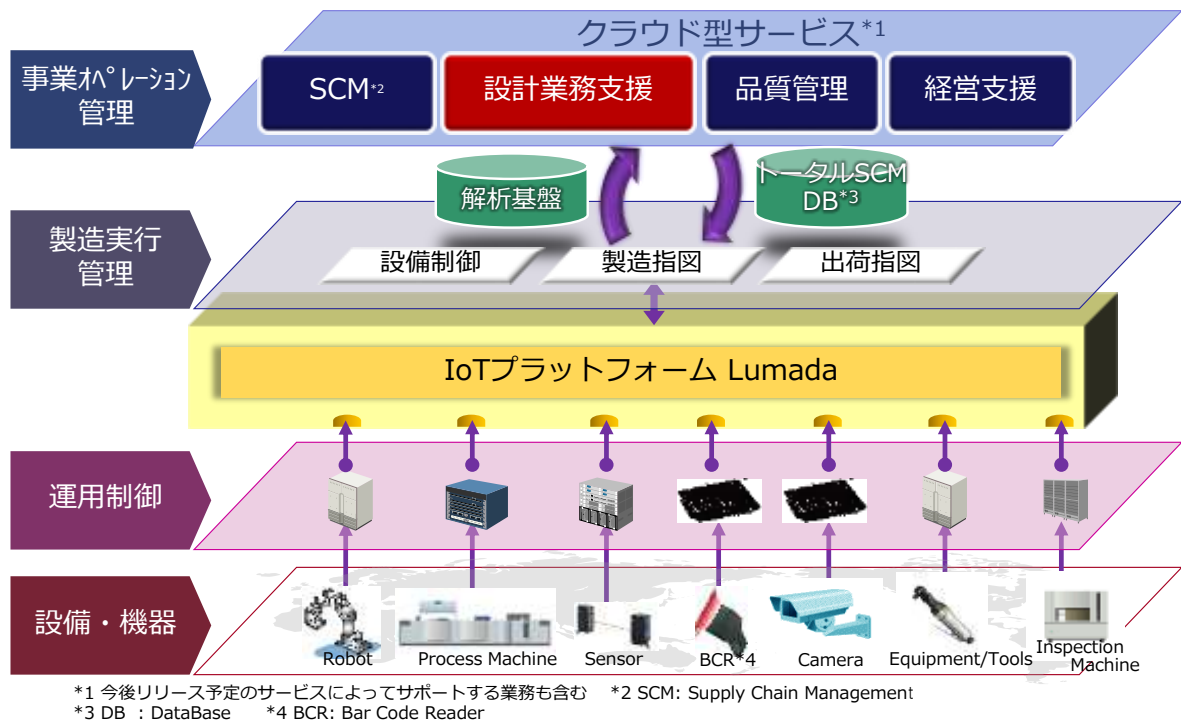 クラウド型サービス*1
事業ｵﾍﾟﾚｰｼｮﾝ
管理
SCM*2
設計業務支援
品質管理
経営支援
解析基盤
トータルSCM
DB*3
製造実行
管理
設備制御
製造指図
出荷指図
IoTプラットフォーム Lumada
運用制御
設備・機器
Robot
Process Machine
Sensor
BCR*4
Camera
Equipment/Tools
Inspection
Machine
*1 今後リリース予定のサービスによってサポートする業務も含む *2 SCM: Supply Chain Management
*3 DB : DataBase *4 BCR: Bar Code Reader